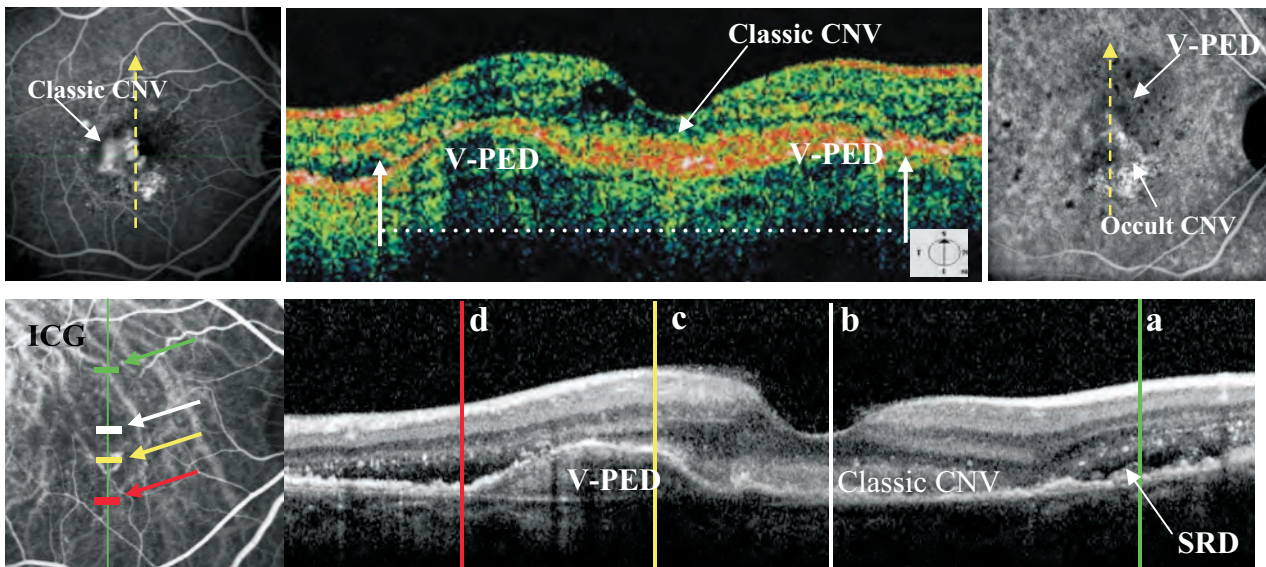 Classic CNV
Classic CNV
V-PED
V-PED
V-PED
Occult CNV
S
T
N
I
ICG
d
c
b
a
V-PED
Classic CNV
SRD